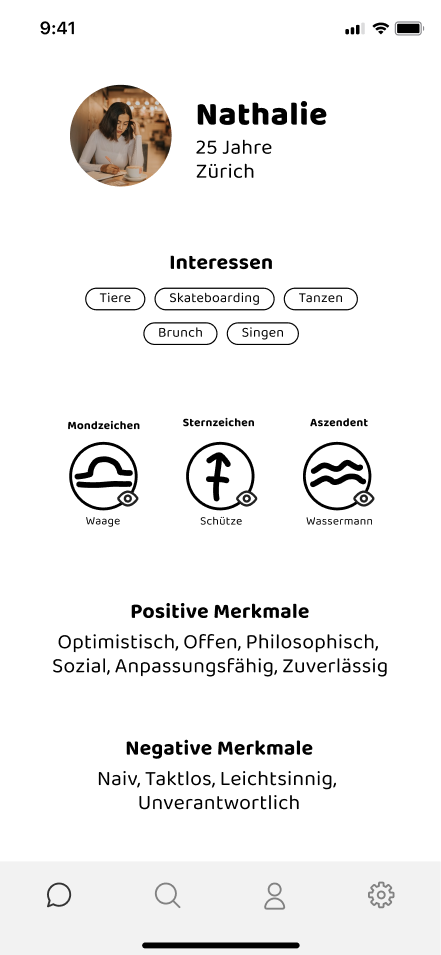 9:41
Nathalie
25 Jahre
Zürich
Interessen
Tiere Skateboarding Tanzen
Brunch Singen
Mondzeichen Sternzeichen Aszendent
Waage Schütze Wassermann
Positive Merkmale
Optimistisch, Offen, Philosophisch,
Sozial, Anpassungsfähig, Zuverlässig
Negative Merkmale
Naiv, Taktlos, Leichtsinnig,
Unverantwortlich